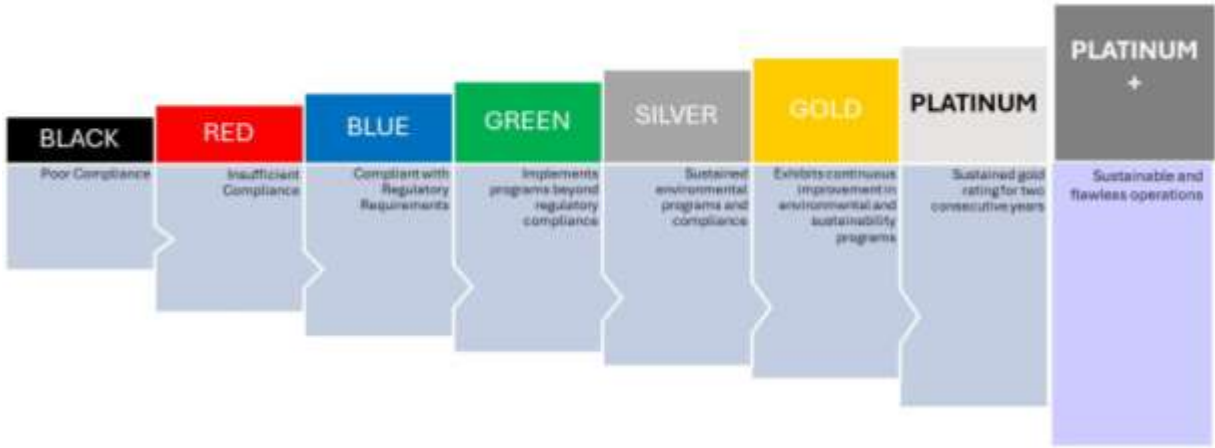 BLACK
Poor Compliance
RED
Insufficient
Compliance
BLUE
Compliant with
Regulatory
Requirements
GREEN
Implements
programs beyond
regulatory
compliance
SILVER
Sustained
environmental
programs and
compliance
GOLD
Exhibits continuous
improvement in
environmental and
sustainability
programs
PLATINUM
Sustained gold
rating for two
consecutive years
PLATINUM
+
Sustainable and
flawless operations